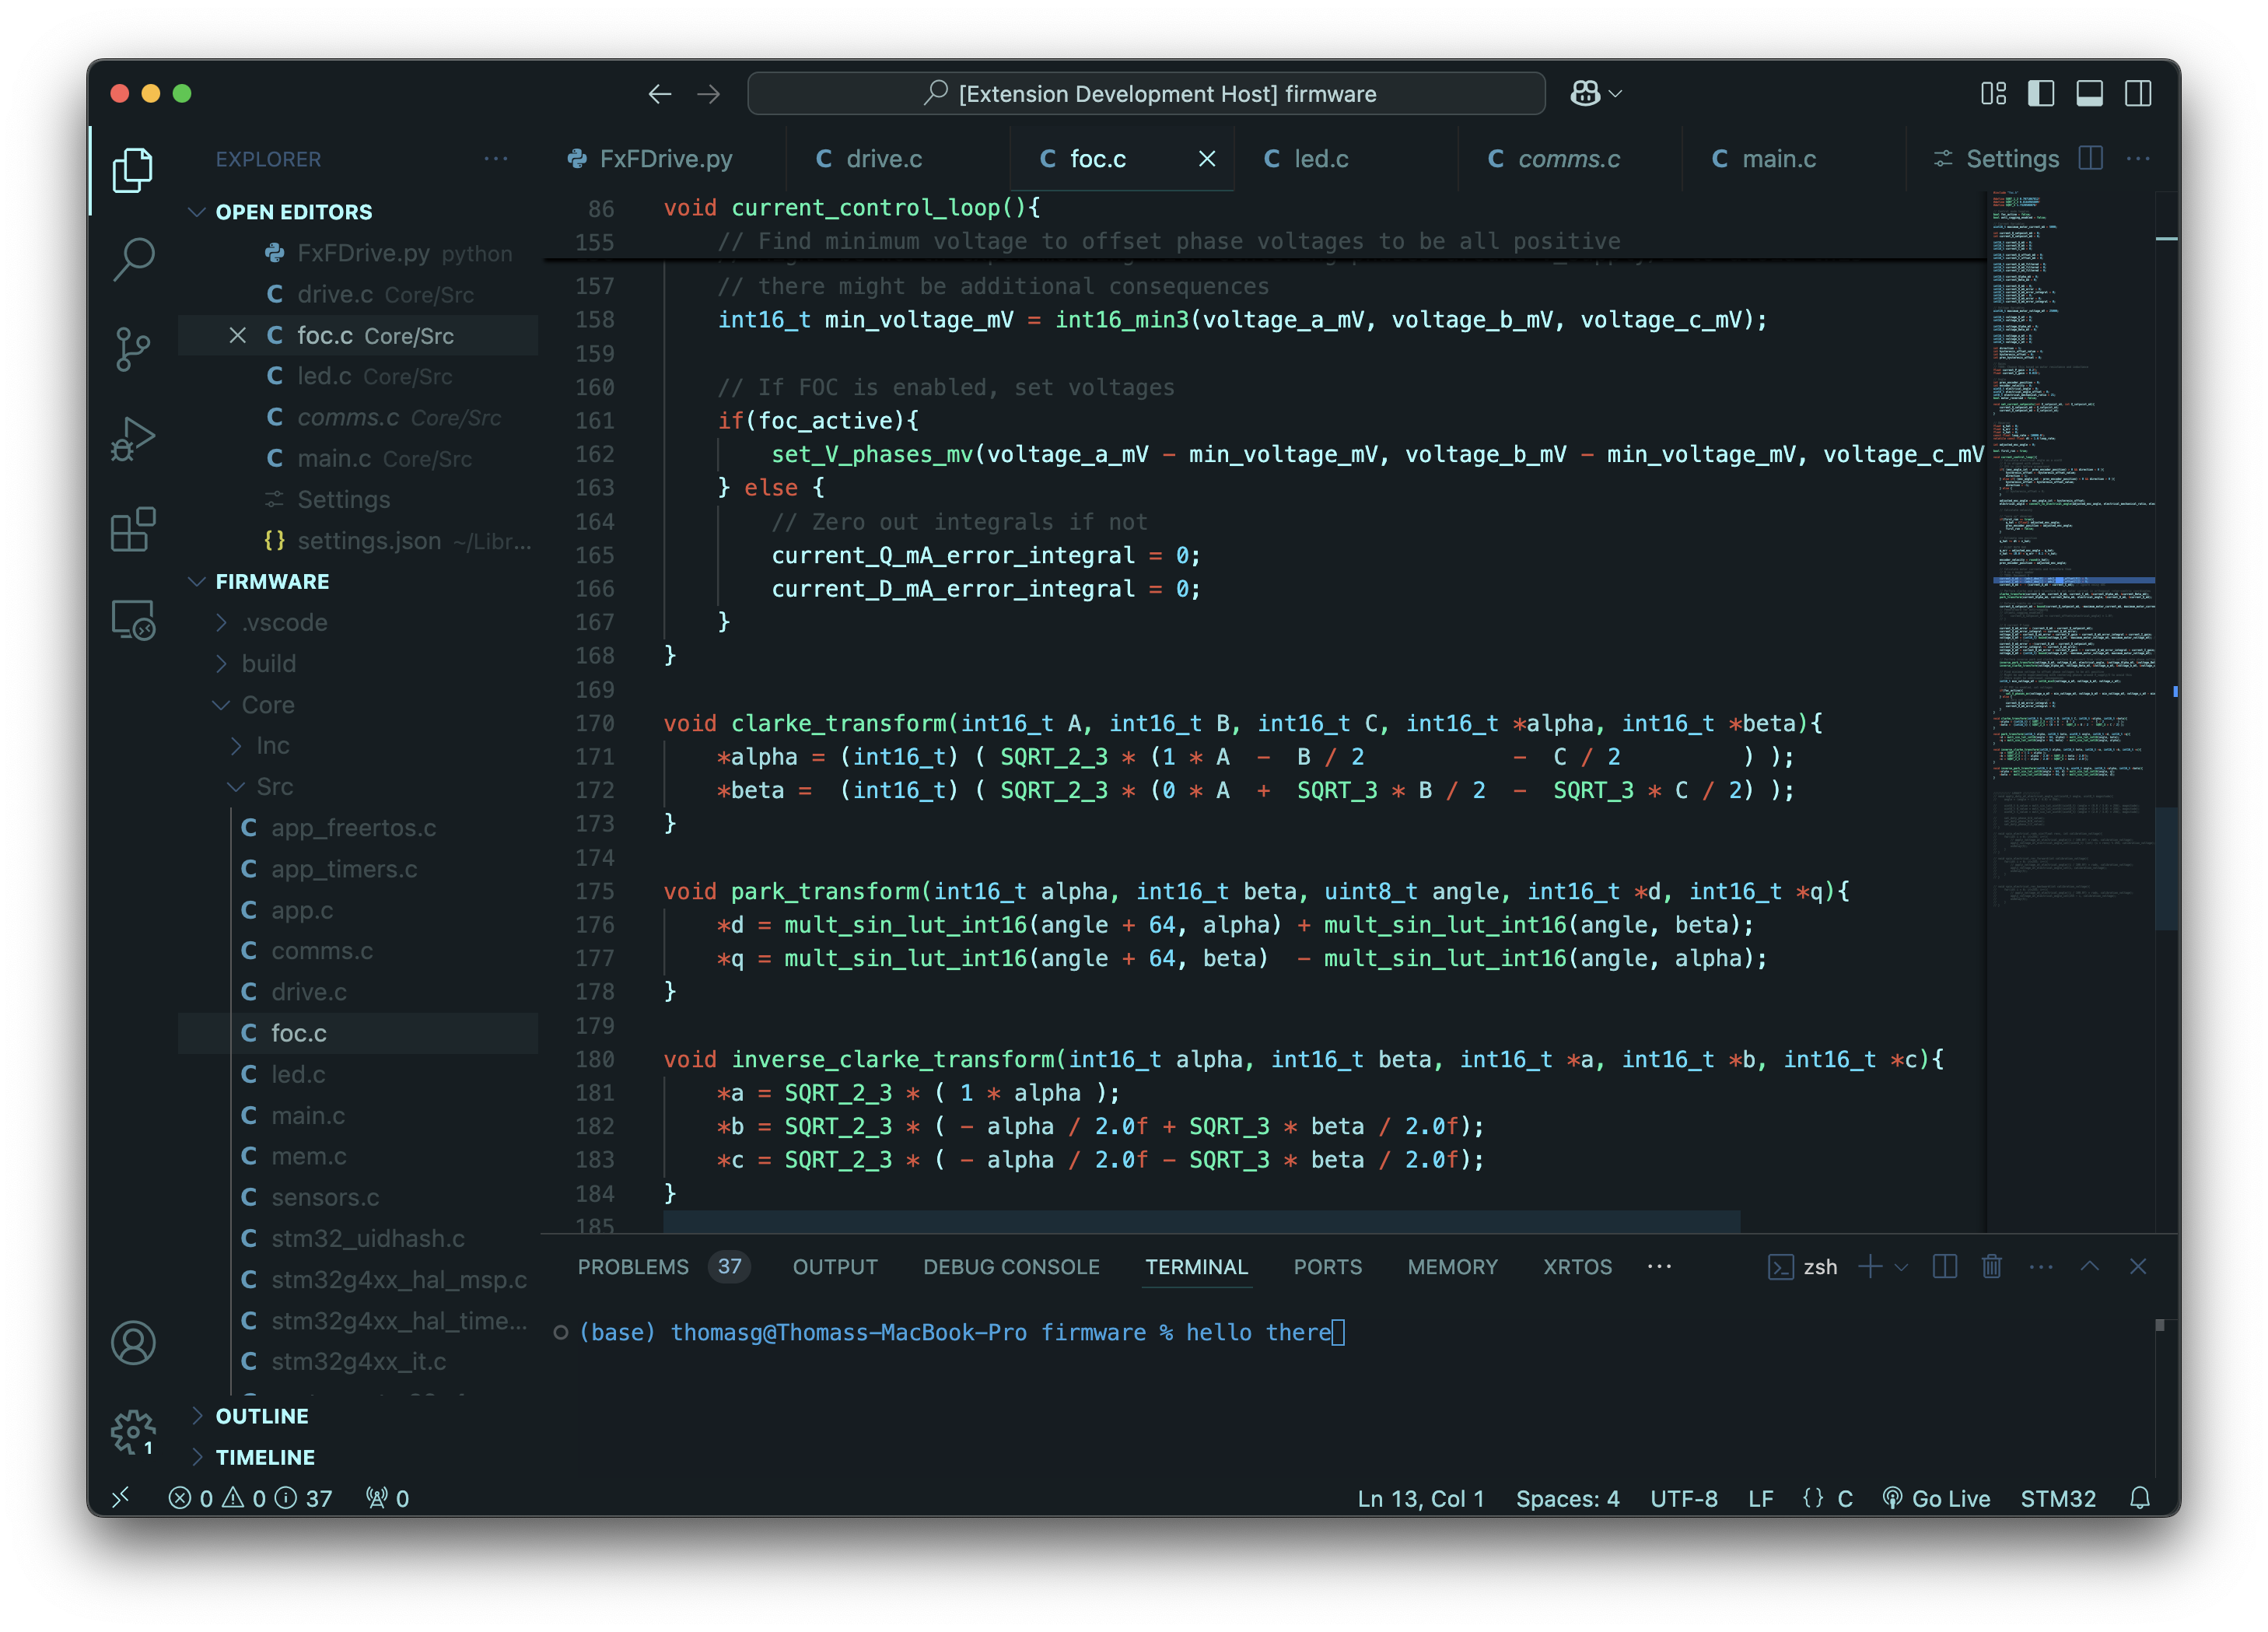 [Extension Development Host] firmware
EXPLORER
OPEN EDITORS
FxFDrive.py python
drive.c Core/Src
foc.c Core/Src
led.c Core/Src
comms.c Core/Src
main.c Core/Src
Settings
settings.json ~/Libr...
FIRMWARE
.vscode
build
Core
Inc
Src
app_freertos.c
app_timers.c
app.c
comms.c
drive.c
foc.c
led.c
main.c
mem.c
sensors.c
stm32_uidhash.c
stm32g4xx_hal_msp.c
stm32g4xx_hal_time...
stm32g4xx_it.c
OUTLINE
TIMELINE
1
FxFDrive.py
C drive.c
C foc.c
C led.c
C comms.c
C main.c
Settings
86 void current_control_loop(){
155 // Find minimum voltage to offset phase voltages to be all positive
157 // there might be additional consequences
158 int16_t min_voltage_mV = int16_min3(voltage_a_mV, voltage_b_mV, voltage_c_mV);
159
160 // If FOC is enabled, set voltages
161 if(foc_active){
162 set_V_phases_mv(voltage_a_mV - min_voltage_mV, voltage_b_mV - min_voltage_mV, voltage_c_mV
163 } else {
164 // Zero out integrals if not
165 current_Q_mA_error_integral = 0;
166 current_D_mA_error_integral = 0;
167 }
168 }
169
170 void clarke_transform(int16_t A, int16_t B, int16_t C, int16_t *alpha, int16_t *beta){
171 *alpha = (int16_t) ( SQRT_2_3 * (1 * A - B / 2 - C / 2 ) );
172 *beta = (int16_t) ( SQRT_2_3 * (0 * A + SQRT_3 * B / 2 - SQRT_3 * C / 2) );
173 }
174
175 void park_transform(int16_t alpha, int16_t beta, uint8_t angle, int16_t *d, int16_t *q){
176 *d = mult_sin_lut_int16(angle + 64, alpha) + mult_sin_lut_int16(angle, beta);
177 *q = mult_sin_lut_int16(angle + 64, beta) - mult_sin_lut_int16(angle, alpha);
178 }
179
180 void inverse_clarke_transform(int16_t alpha, int16_t beta, int16_t *a, int16_t *b, int16_t *c){
181 *a = SQRT_2_3 * ( 1 * alpha );
182 *b = SQRT_2_3 * ( - alpha / 2.0f + SQRT_3 * beta / 2.0f);
183 *c = SQRT_2_3 * ( - alpha / 2.0f - SQRT_3 * beta / 2.0f);
184 }
185
PROBLEMS 37 OUTPUT DEBUG CONSOLE TERMINAL PORTS MEMORY XRTOS ··· zsh
(base) thomasg@Thomass-MacBook-Pro firmware % hello there
0 0 37 0 Ln 13, Col 1 Spaces: 4 UTF-8 LF {} C Go Live STM32